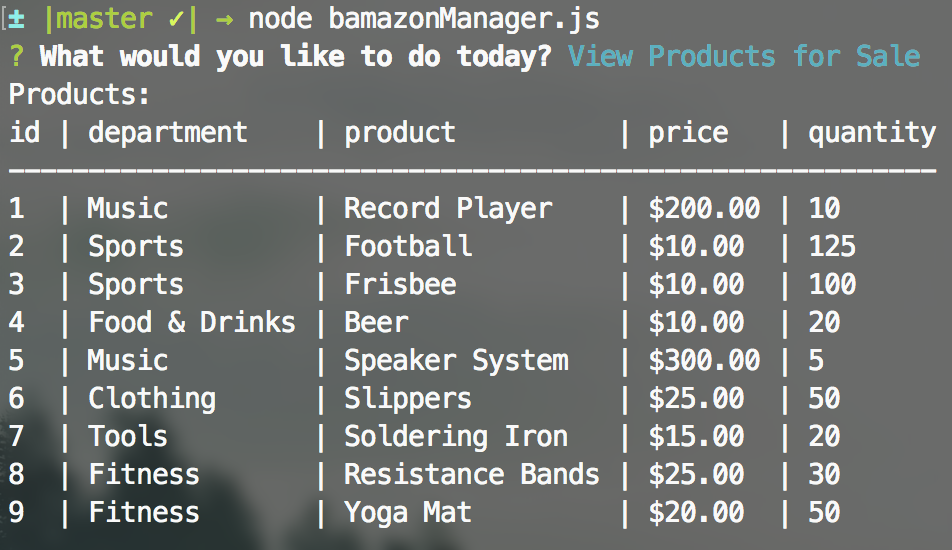 [± |master ✓| → node bamazonManager.js
? What would you like to do today? View Products for Sale
Products:
id | department    | product          | price   | quantity
----------------------------------------------------------
1  | Music         | Record Player    | $200.00 | 10
2  | Sports        | Football         | $10.00  | 125
3  | Sports        | Frisbee          | $10.00  | 100
4  | Food & Drinks | Beer             | $10.00  | 20
5  | Music         | Speaker System   | $300.00 | 5
6  | Clothing      | Slippers         | $25.00  | 50
7  | Tools         | Soldering Iron   | $15.00  | 20
8  | Fitness       | Resistance Bands | $25.00  | 30
9  | Fitness       | Yoga Mat         | $20.00  | 50